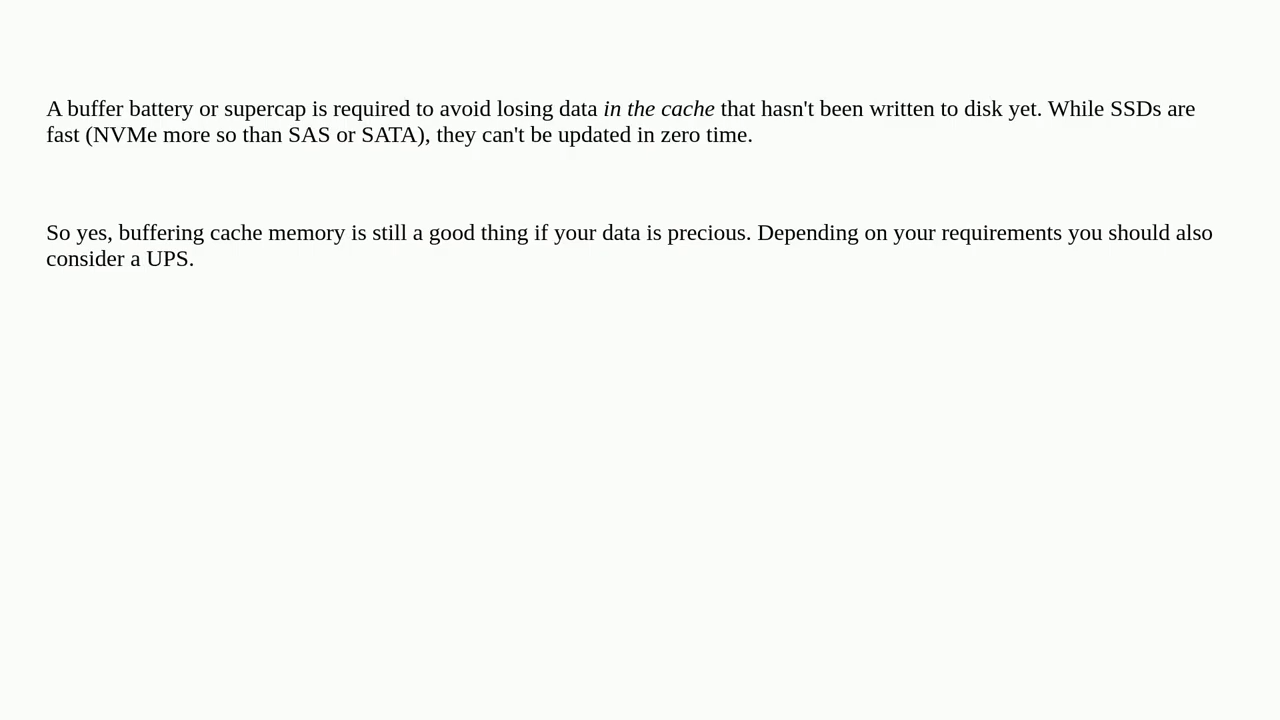 A buffer battery or supercap is required to avoid losing data in the cache that hasn't been written to disk yet. While SSDs are
fast (NVMe more so than SAS or SATA), they can't be updated in zero time.
So yes, buffering cache memory is still a good thing if your data is precious. Depending on your requirements you should also
consider a UPS.